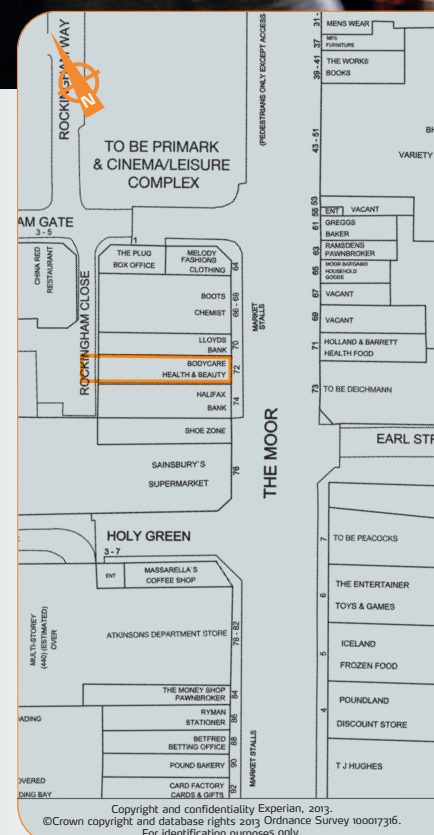 ROCKINGHAM WAY
N
(PEDESTRIANS ONLY EXCEPT ACCESS
TO BE PRIMARK
& CINEMA/LEISURE
COMPLEX
31-
MENS WEAR
37
MFS
FURNITURE
39-41
THE WORKS
BOOKS
43-51
VARIETY
53
55
ENT
VACANT
61
GREGGS
BAKER
63
RAMSDENS
PAWNBROKER
65
MOOR BARGAINS
HOUSEHOLD
GOODS
67
VACANT
69
VACANT
71
HOLLAND & BARRETT
HEALTH FOOD
73
TO BE DEICHMANN
AM GATE
3-5
CHINA RED
RESTAURANT
ROCKINGHAM CLOSE
1
THE PLUG
BOX OFFICE
MELODY
FASHIONS
CLOTHING
64
BOOTS
CHEMIST
66-68
MARKET
STALLS
LLOYDS
BANK
70
BODYCARE
HEALTH & BEAUTY
72
HALIFAX
BANK
74
SHOE ZONE
SAINSBURY'S
SUPERMARKET
76
THE MOOR
EARL STR
HOLY GREEN
3-7
ENT
MASSARELLA'S
COFFEE SHOP
MULTI-STOREY
(440) (ESTIMATED)
OVER
ATKINSONS DEPARTMENT STORE
78-82
THE MONEY SHOP
PAWNBROKER
84
RYMAN
STATIONER
86
BETFRED
BETTING OFFICE
88
POUND BAKERY
90
CARD FACTORY
CARDS & GIFTS
92
MARKET STALLS
OADING
OVERED
DING BAY
7
TO BE PEACOCKS
6
THE ENTERTAINER
TOYS & GAMES
5
ICELAND
FROZEN FOOD
4
POUNDLAND
DISCOUNT STORE
T J HUGHES
Copyright and confidentiality Experian, 2013.
©Crown copyright and database rights 2013 Ordnance Survey 100017316.
For identification purposes only.